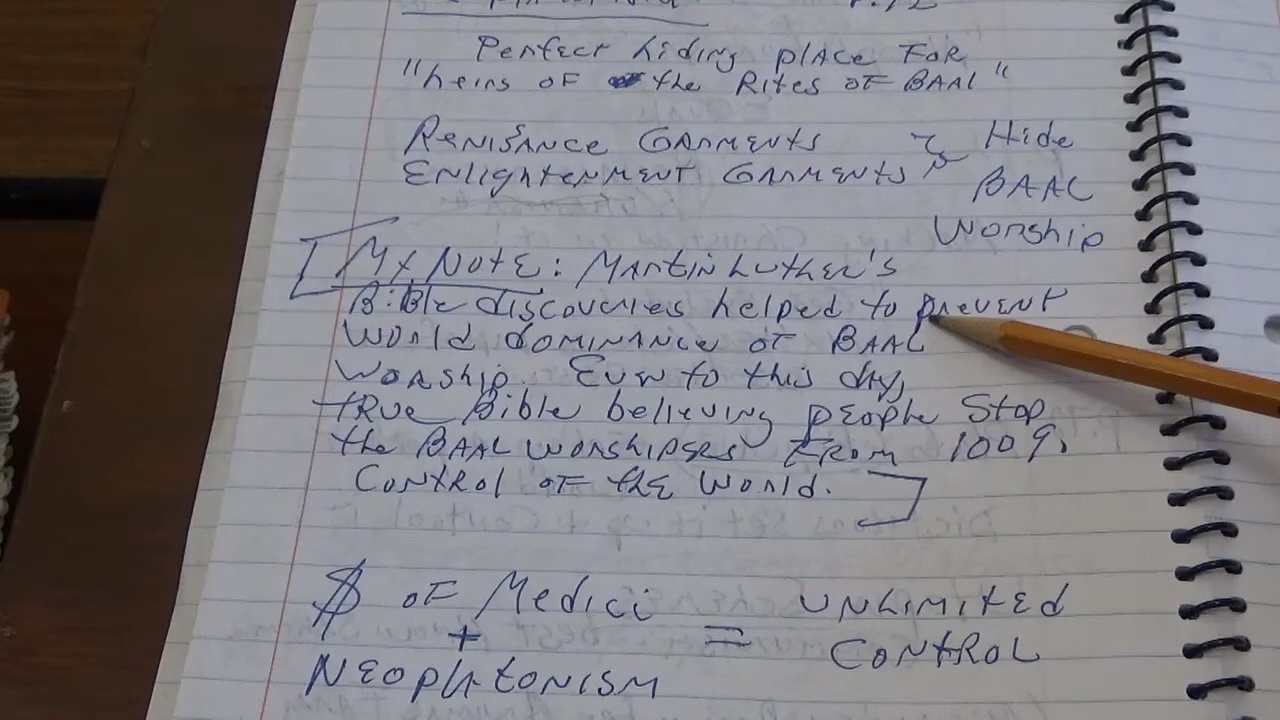 Perfect hiding place For
"heirs of the Rites of BAAL"
Renisance Garments
Enlightenment Garments
Hide
BAAL
Worship
My Note: Martin Luther's
Bible discoveries helped to prevent
World dominance of BAAL
Worship. Even to this day,
true Bible believing people Stop
the BAAL worshipers From 100%
Control of the World.
$ of Medici
+
Neoplatonism
=
UNLIMITED
Control